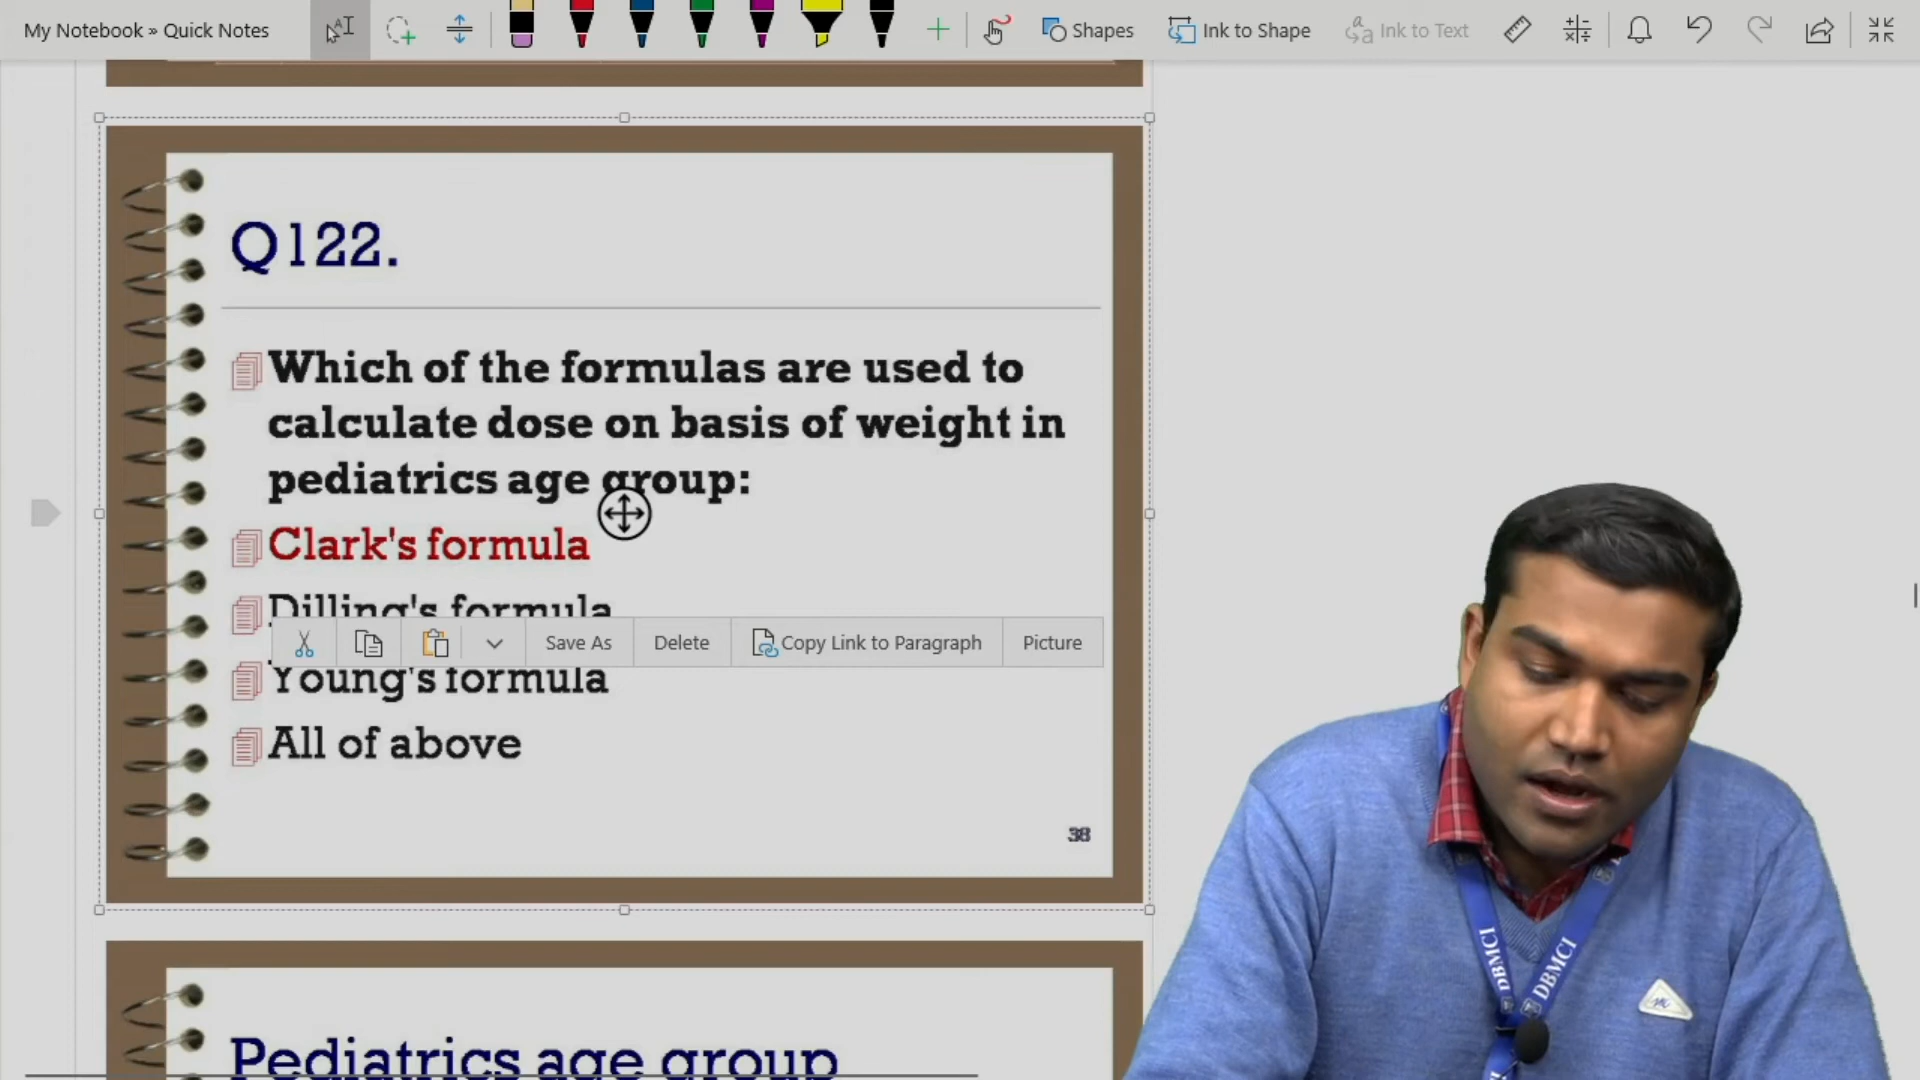 My Notebook » Quick Notes
Shapes
Ink to Shape
Ink to Text
Q122.
Which of the formulas are used to
calculate dose on basis of weight in
pediatrics age group:
Clark's formula
Dilling's formula
Save As
Delete
Copy Link to Paragraph
Picture
Young's formula
All of above
38
Pediatrics age group
DBMCI
DBMCI